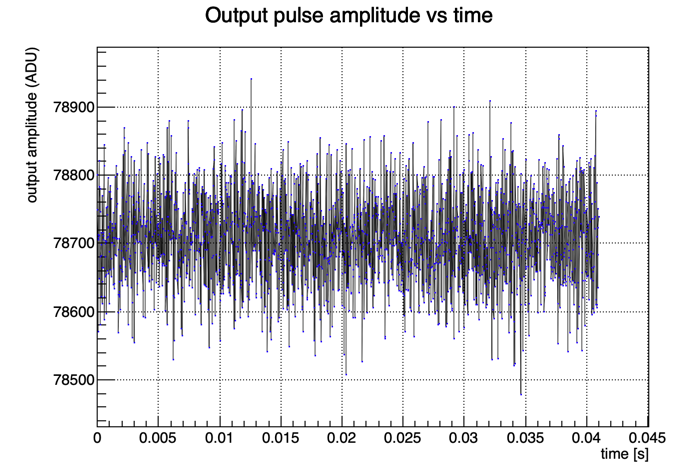 Output pulse amplitude vs time
output amplitude (ADU)
78900
78800
78700
78600
78500
0 0.005 0.01 0.015 0.02 0.025 0.03 0.035 0.04 0.045
time [s]